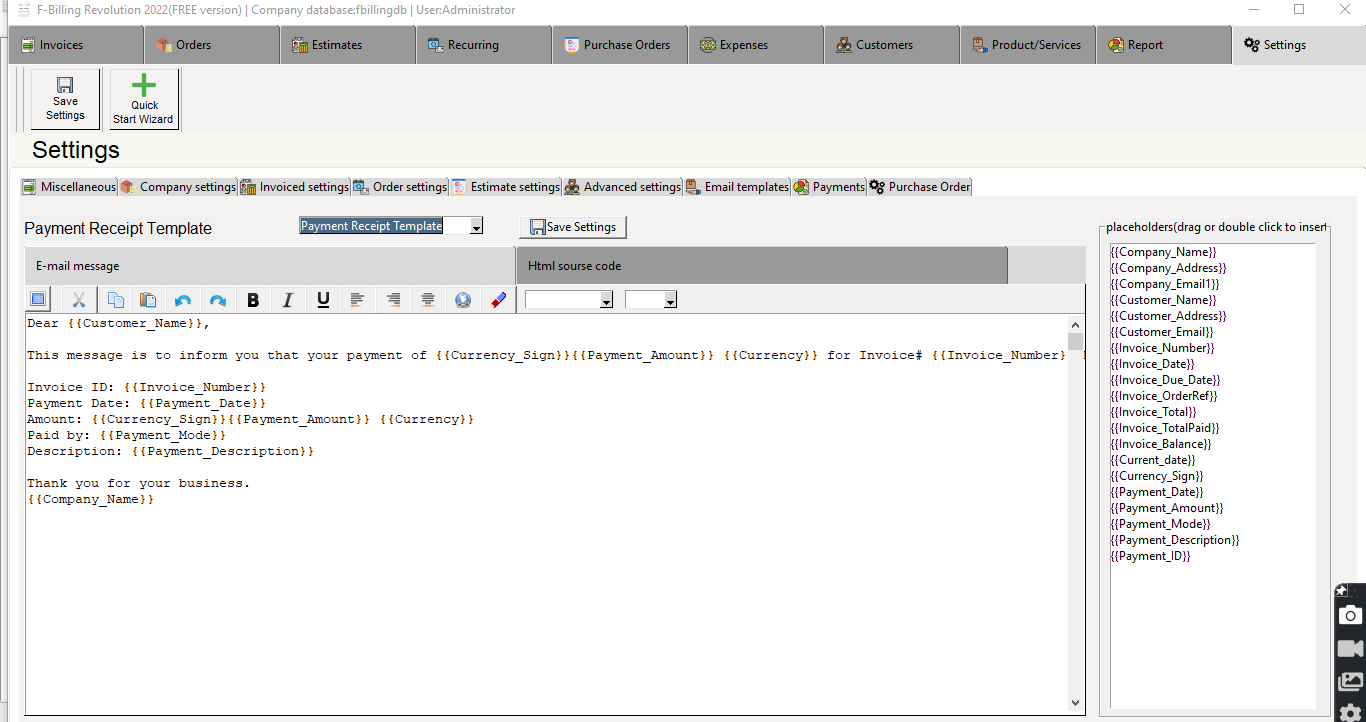 F-Billing Revolution 2022(FREE version) | Company database:fbillingdb | User:Administrator
Invoices
Orders
Estimates
Recurring
Purchase Orders
Expenses
Customers
Product/Services
Report
Settings
Save
Settings
Quick
Start Wizard
Settings
Miscellaneous
Company settings
Invoiced settings
Order settings
Estimate settings
Advanced settings
Email templates
Payments
Purchase Order
Payment Receipt Template
Payment Receipt Template
Save Settings
E-mail message
Html sourse code
B I U
Dear {{Customer_Name}},
This message is to inform you that your payment of {{Currency_Sign}}{{Payment_Amount}} {{Currency}} for Invoice# {{Invoice_Number}
Invoice ID: {{Invoice_Number}}
Payment Date: {{Payment_Date}}
Amount: {{Currency_Sign}}{{Payment_Amount}} {{Currency}}
Paid by: {{Payment_Mode}}
Description: {{Payment_Description}}
Thank you for your business.
{{Company_Name}}
placeholders(drag or double click to insert
{{Company_Name}}
{{Company_Address}}
{{Company_Email1}}
{{Customer_Name}}
{{Customer_Address}}
{{Customer_Email}}
{{Invoice_Number}}
{{Invoice_Date}}
{{Invoice_Due_Date}}
{{Invoice_OrderRef}}
{{Invoice_Total}}
{{Invoice_TotalPaid}}
{{Invoice_Balance}}
{{Current_date}}
{{Currency_Sign}}
{{Payment_Date}}
{{Payment_Amount}}
{{Payment_Mode}}
{{Payment_Description}}
{{Payment_ID}}